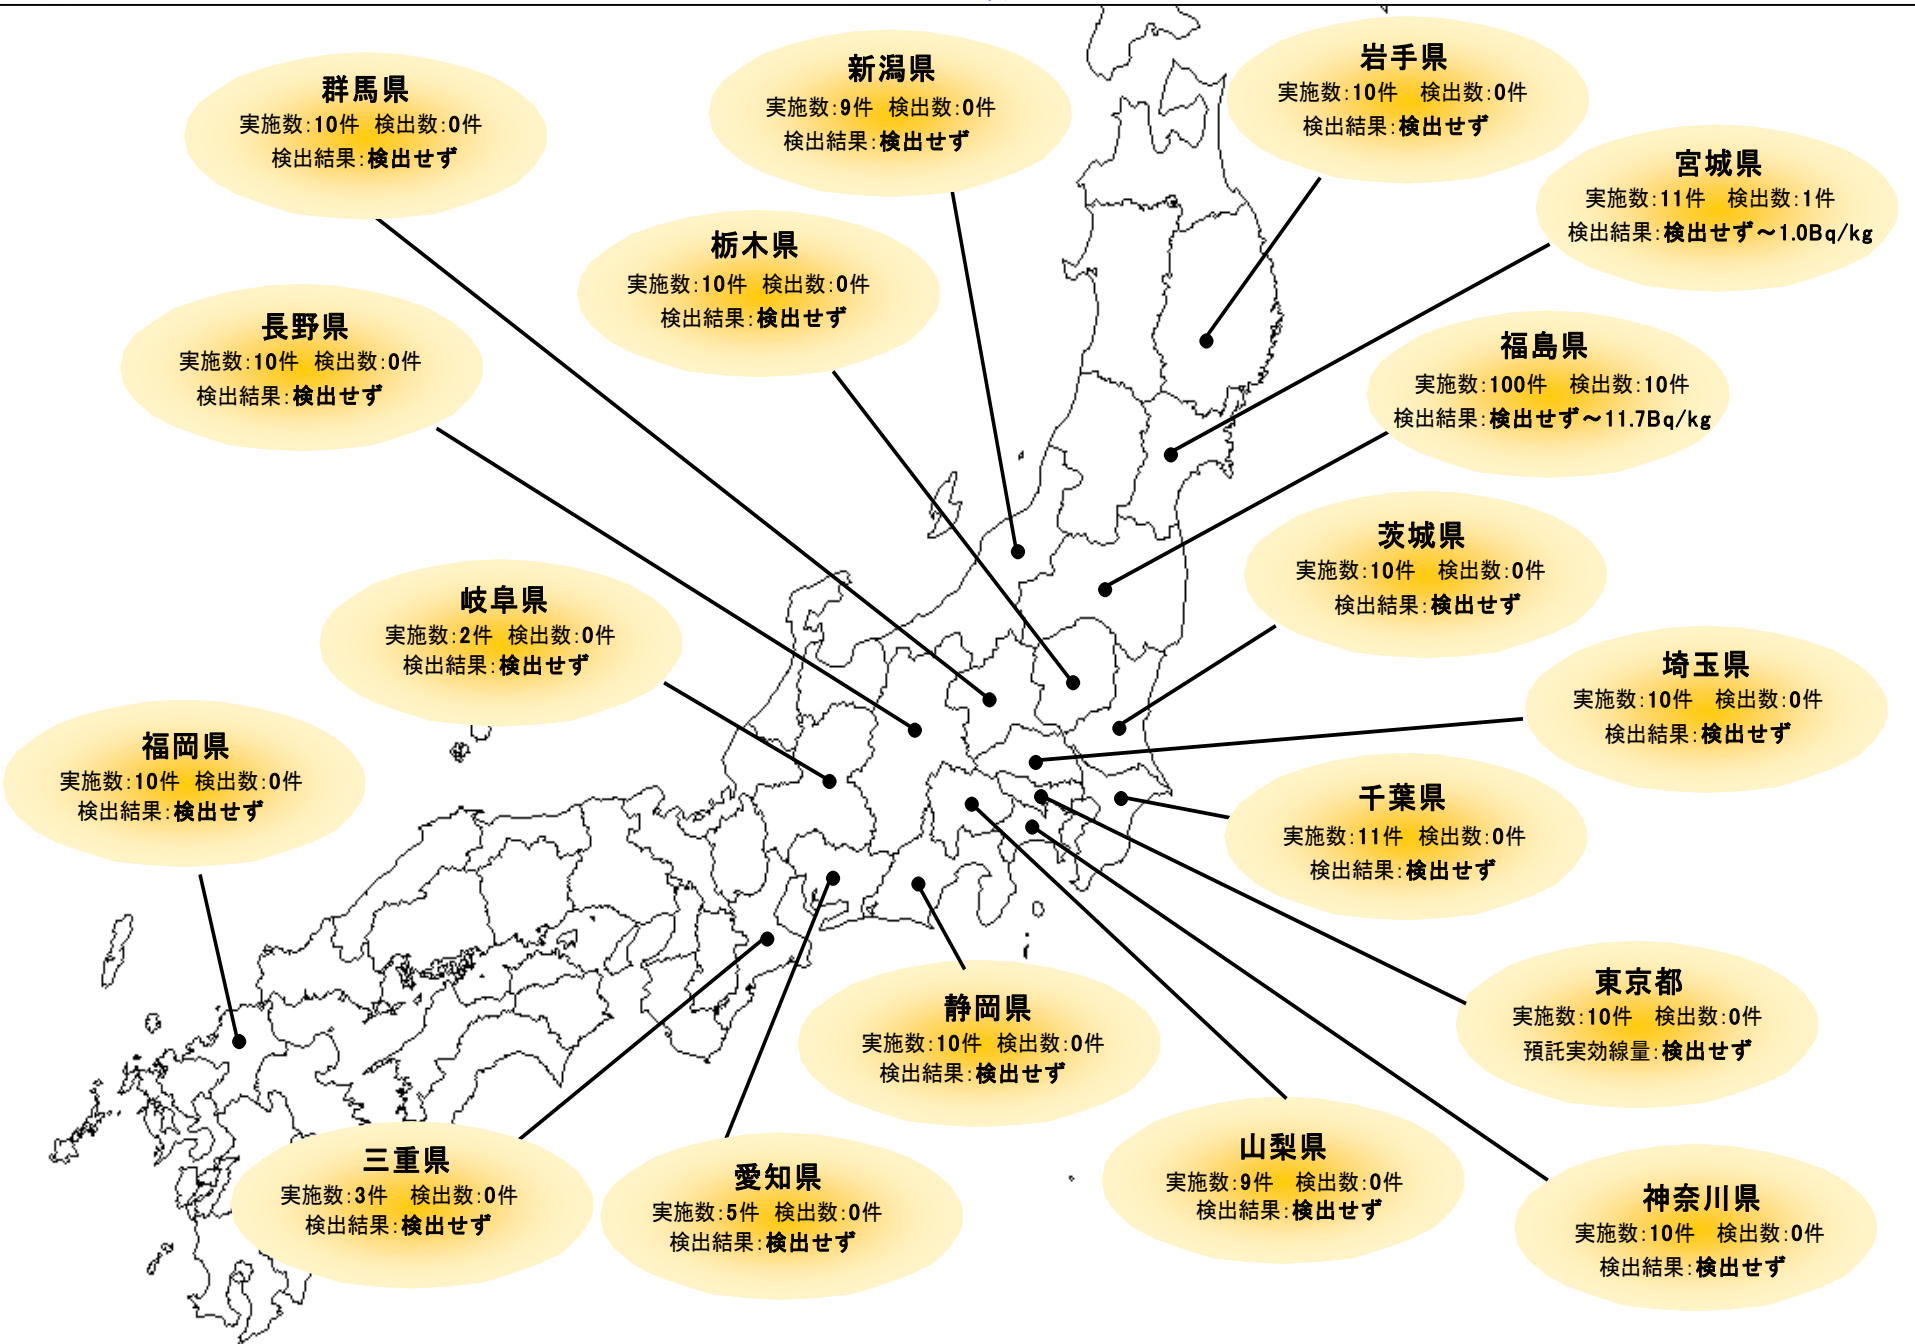 群馬県
実施数:10件 検出数:0件
検出結果:検出せず
新潟県
実施数:9件 検出数:0件
検出結果:検出せず
岩手県
実施数:10件 検出数:0件
検出結果:検出せず
宮城県
実施数:11件 検出数:1件
検出結果:検出せず～1.0Bq/kg
栃木県
実施数:10件 検出数:0件
検出結果:検出せず
長野県
実施数:10件 検出数:0件
検出結果:検出せず
福島県
実施数:100件 検出数:10件
検出結果:検出せず～11.7Bq/kg
茨城県
実施数:10件 検出数:0件
検出結果:検出せず
岐阜県
実施数:2件 検出数:0件
検出結果:検出せず
埼玉県
実施数:10件 検出数:0件
検出結果:検出せず
福岡県
実施数:10件 検出数:0件
検出結果:検出せず
千葉県
実施数:11件 検出数:0件
検出結果:検出せず
東京都
実施数:10件 検出数:0件
預託実効線量:検出せず
静岡県
実施数:10件 検出数:0件
検出結果:検出せず
山梨県
実施数:9件 検出数:0件
検出結果:検出せず
三重県
実施数:3件 検出数:0件
検出結果:検出せず
愛知県
実施数:5件 検出数:0件
検出結果:検出せず
神奈川県
実施数:10件 検出数:0件
検出結果:検出せず